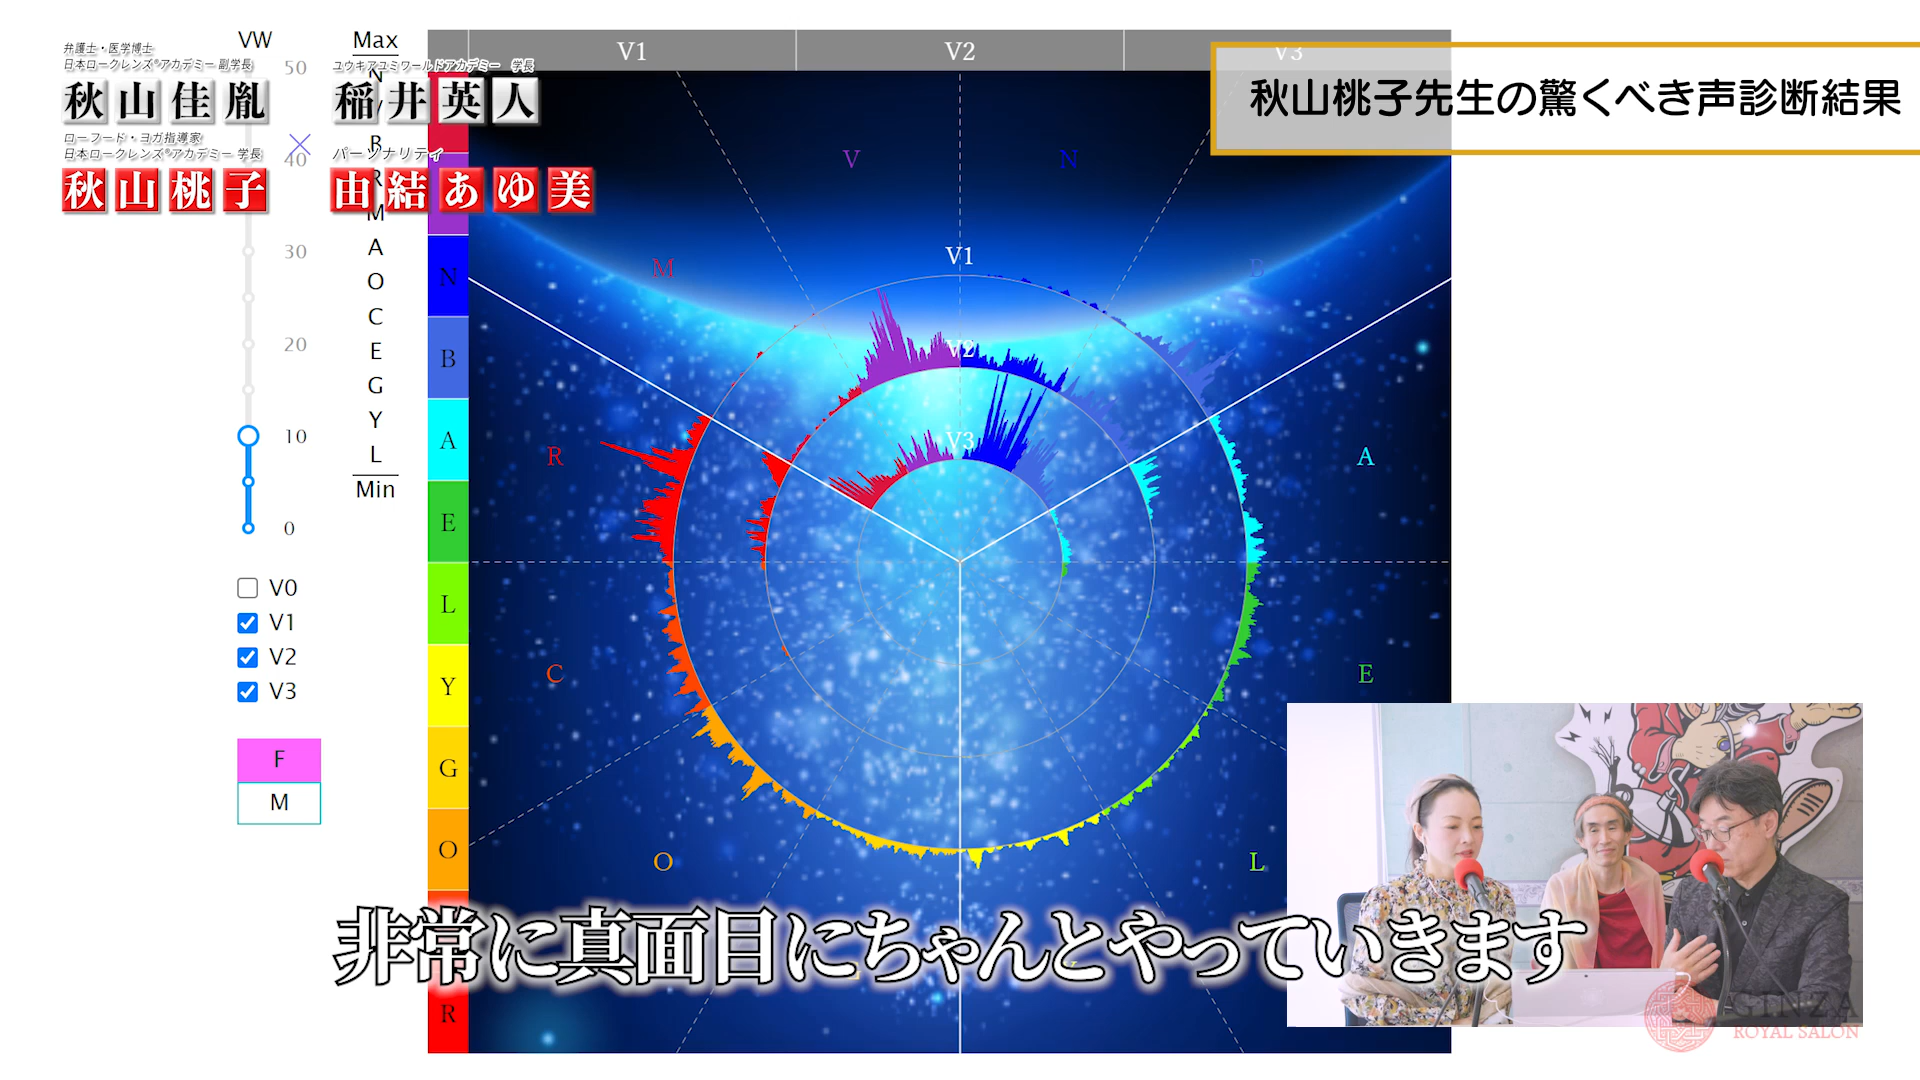 弁護士・医学博士
日本ロークレンズ®アカデミー 副学長
秋山佳胤
ローフード・ヨガ指導家
日本ロークレンズ®アカデミー 学長
秋山桃子
ユウキアユミワールドアカデミー 学長
稲井英人
パーソナリティ
由結あゆ美
秋山桃子先生の驚くべき声診断結果
VW
50
40
30
20
10
0
Max
N
V
R
M
A
O
C
E
G
Y
L
Min
V0
V1
V2
V3
F
M
V1
V2
V3
N
B
A
E
L
Y
G
O
R
V
N
M
B
R
A
C
E
O
L
V1
V2
V3
非常に真面目にちゃんとやっていきます
GINZA
ROYAL SALON